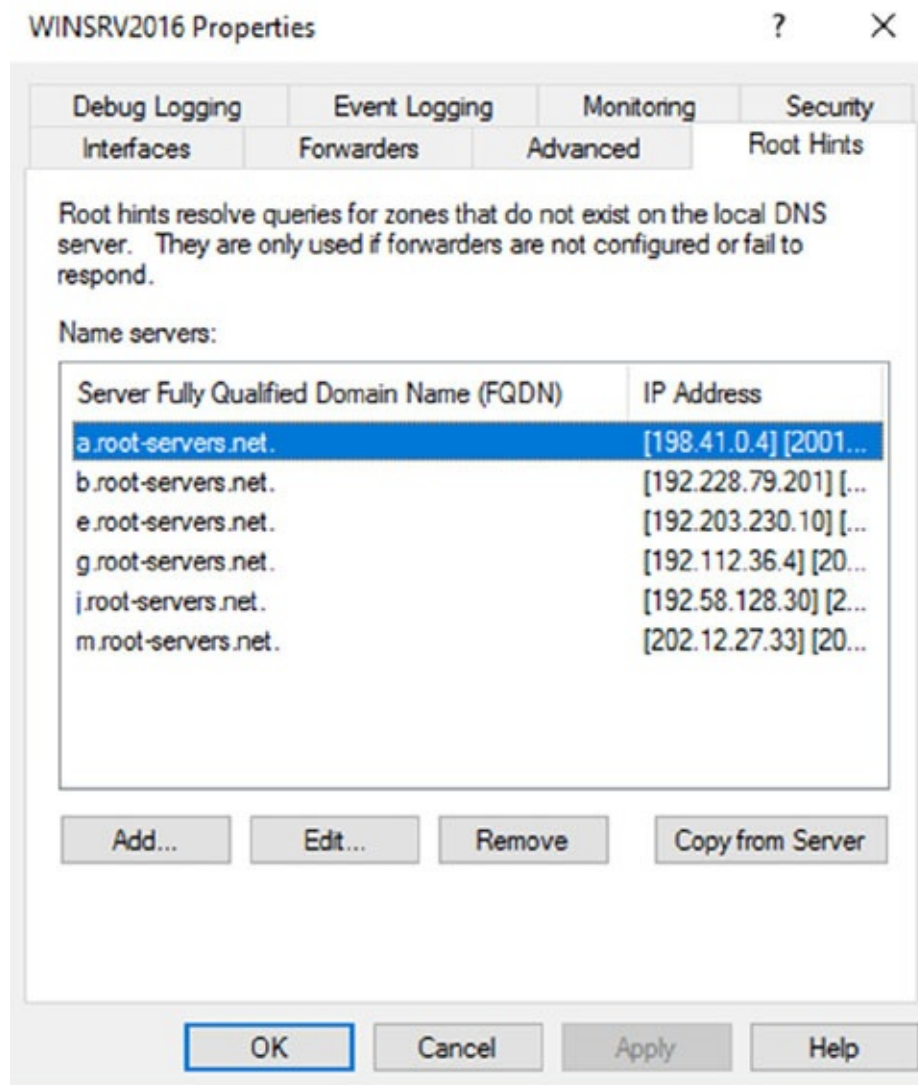 WINSRV2016 Properties ? X
Debug Logging Event Logging Monitoring Security
Interfaces Forwarders Advanced Root Hints
Root hints resolve queries for zones that do not exist on the local DNS
server. They are only used if forwarders are not configured or fail to
respond.
Name servers:
Server Fully Qualified Domain Name (FQDN) IP Address
a.root-servers.net. [198.41.0.4] [2001...
b.root-servers.net. [192.228.79.201] [...
e.root-servers.net. [192.203.230.10] [...
g.root-servers.net. [192.112.36.4] [20...
j.root-servers.net. [192.58.128.30] [2...
m.root-servers.net. [202.12.27.33] [20...
Add... Edit... Remove Copy from Server
OK Cancel Apply Help